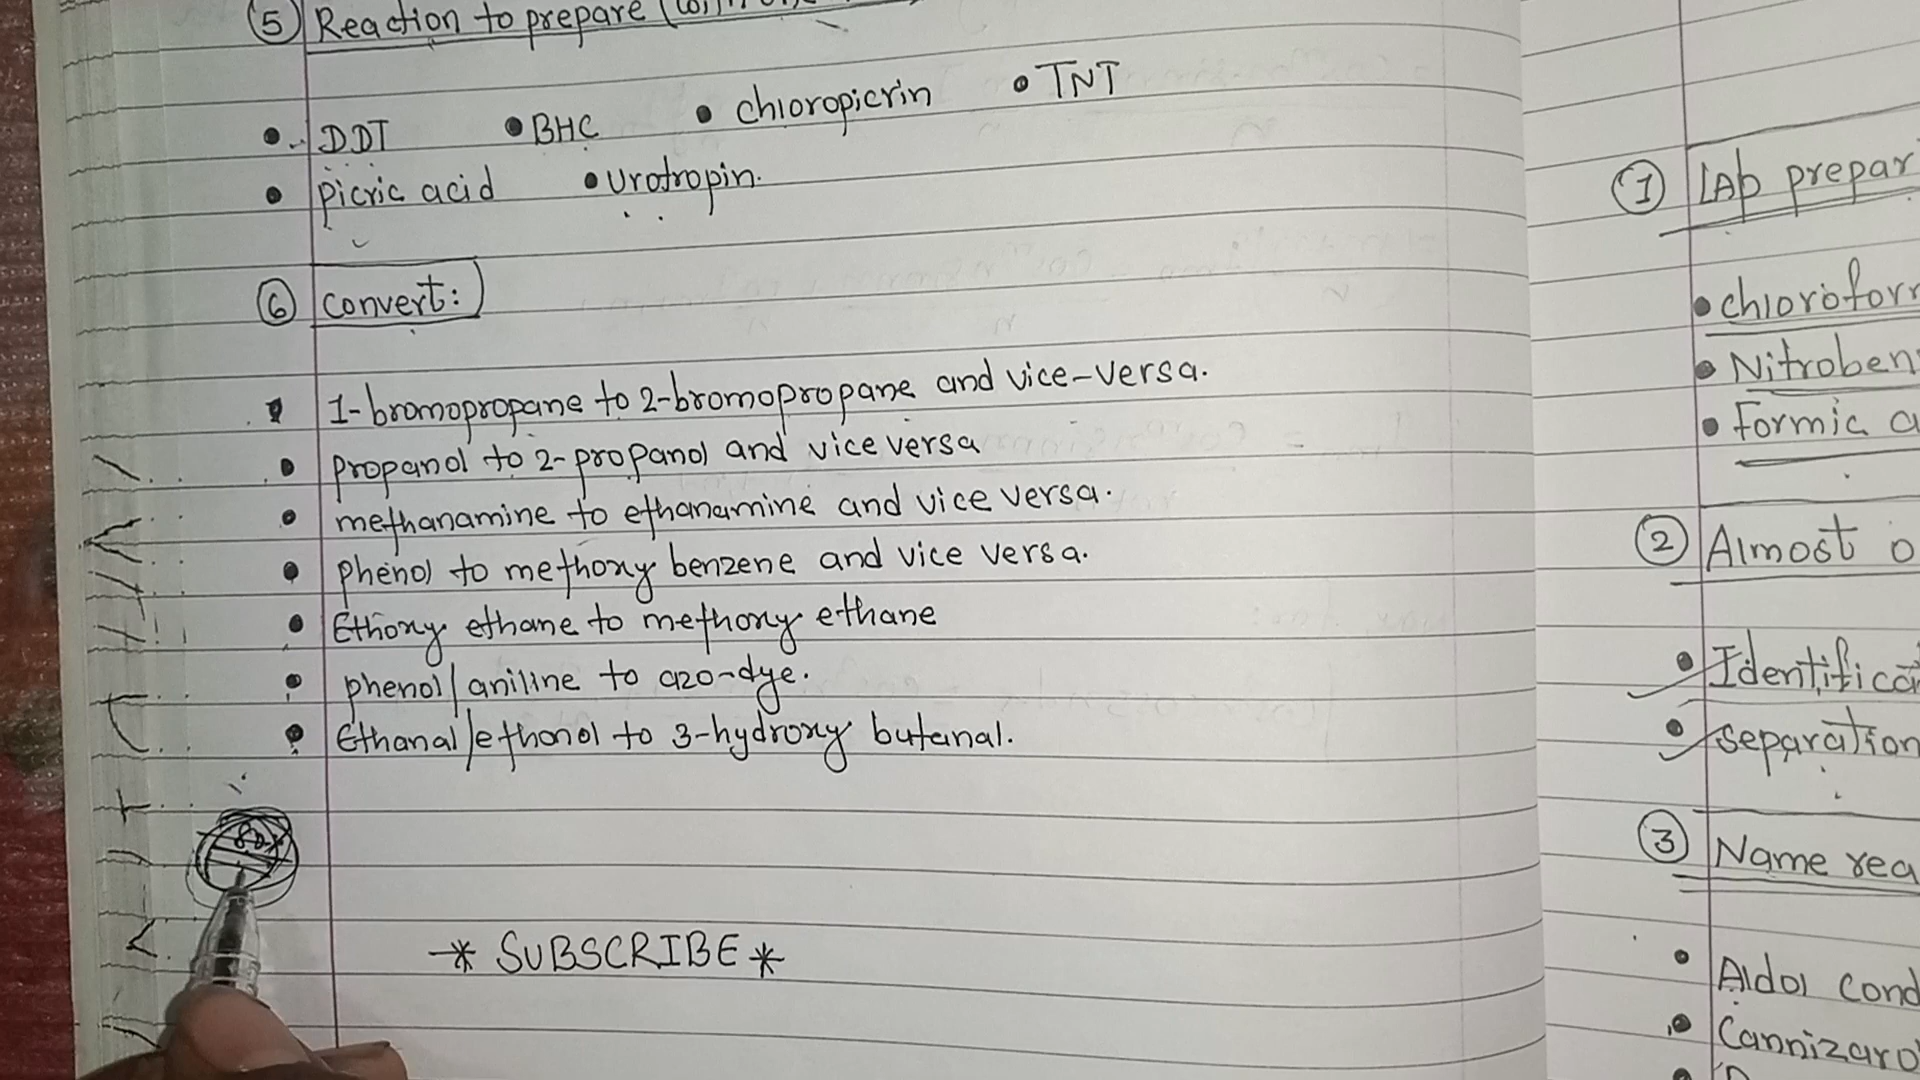 5 Reaction to prepare
• DDT • BHC • chloropicrin • TNT
• picric acid • urotropin.
6 convert:
• 1-bromopropane to 2-bromopropane and vice-versa.
• propanol to 2-propanol and vice versa
• methanamine to ethanamine and vice versa.
• phenol to methoxy benzene and vice versa.
• Ethoxy ethane to methoxy ethane
• phenol/aniline to azo-dye.
• Ethanal/ethonol to 3-hydroxy butanal.
* SUBSCRIBE *
1 LAb prepar
• chloroform
• Nitroben
• Formic a
2 Almost o
• Identifica
• separation
3 Name rea
• Aldol cond
• Cannizaro